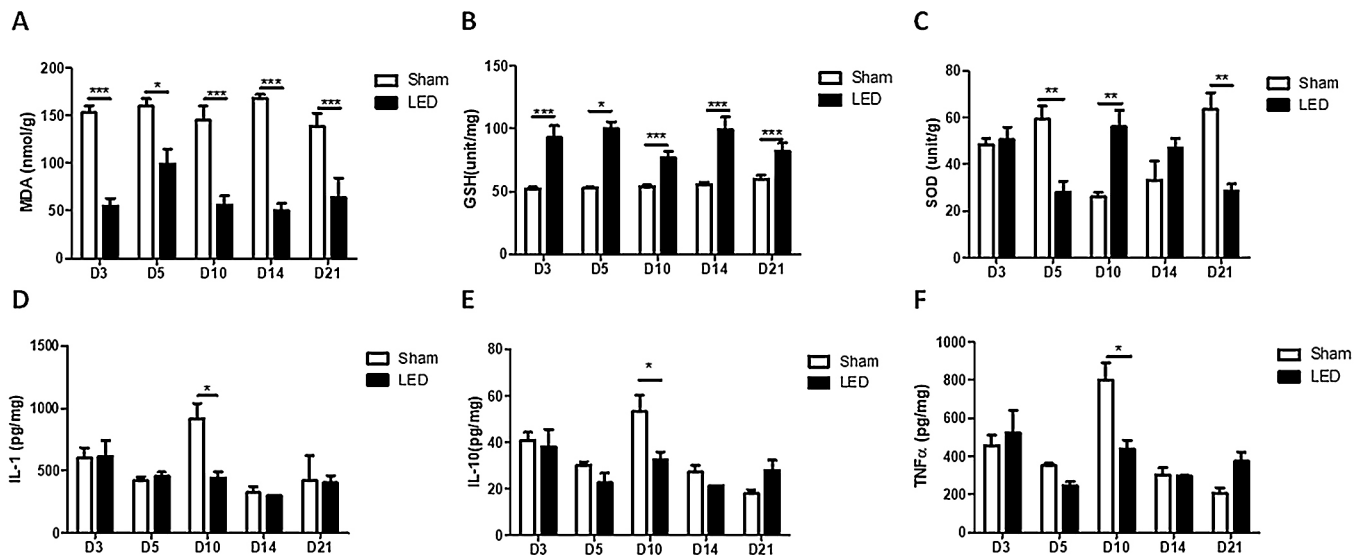 A
MDA (nmol/g)
200
150
100
50
0
*** * *** *** ***
D3 D5 D10 D14 D21
Sham
LED
B
GSH(unit/mg)
150
100
50
0
*** * *** *** ***
D3 D5 D10 D14 D21
Sham
LED
C
SOD (unit/g)
80
60
40
20
0
** ** **
D3 D5 D10 D14 D21
Sham
LED
D
IL-1 (pg/mg)
1500
1000
500
0
*
D3 D5 D10 D14 D21
Sham
LED
E
IL-10(pg/mg)
80
60
40
20
0
*
D3 D5 D10 D14 D21
Sham
LED
F
TNFα (pg/mg)
1000
800
600
400
200
0
*
D3 D5 D10 D14 D21
Sham
LED